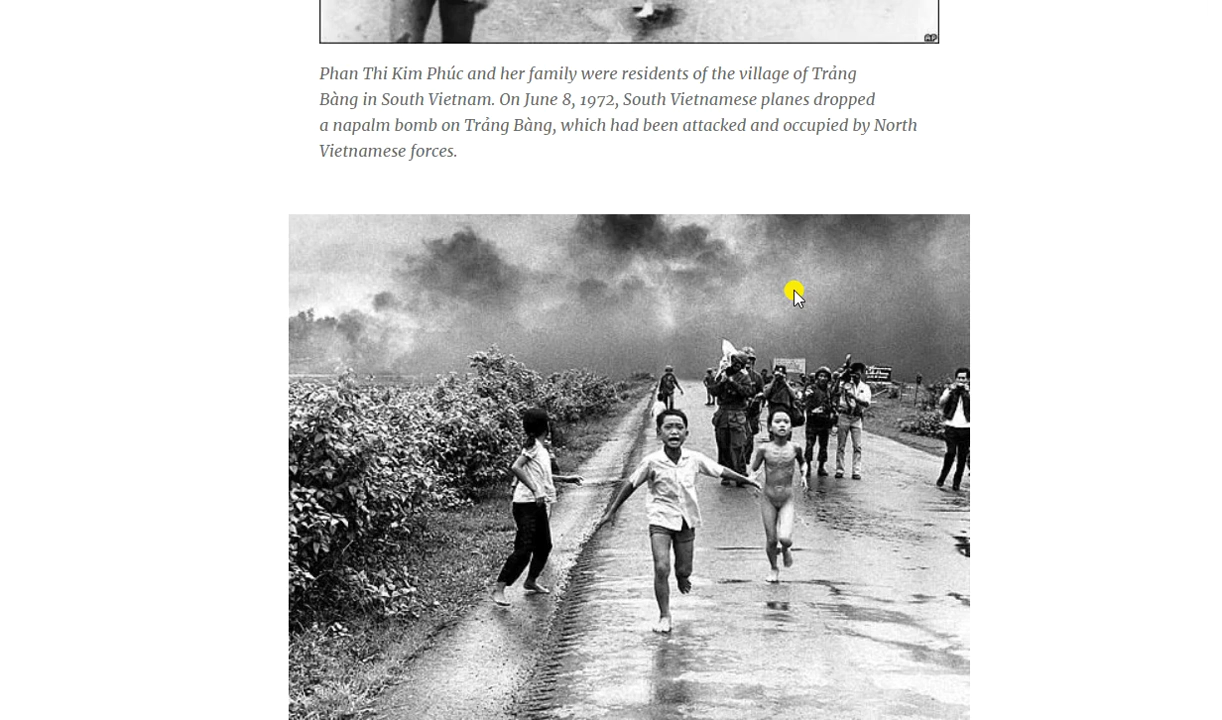 AP
Phan Thi Kim Phúc and her family were residents of the village of Trảng
Bàng in South Vietnam. On June 8, 1972, South Vietnamese planes dropped
a napalm bomb on Trảng Bàng, which had been attacked and occupied by North
Vietnamese forces.